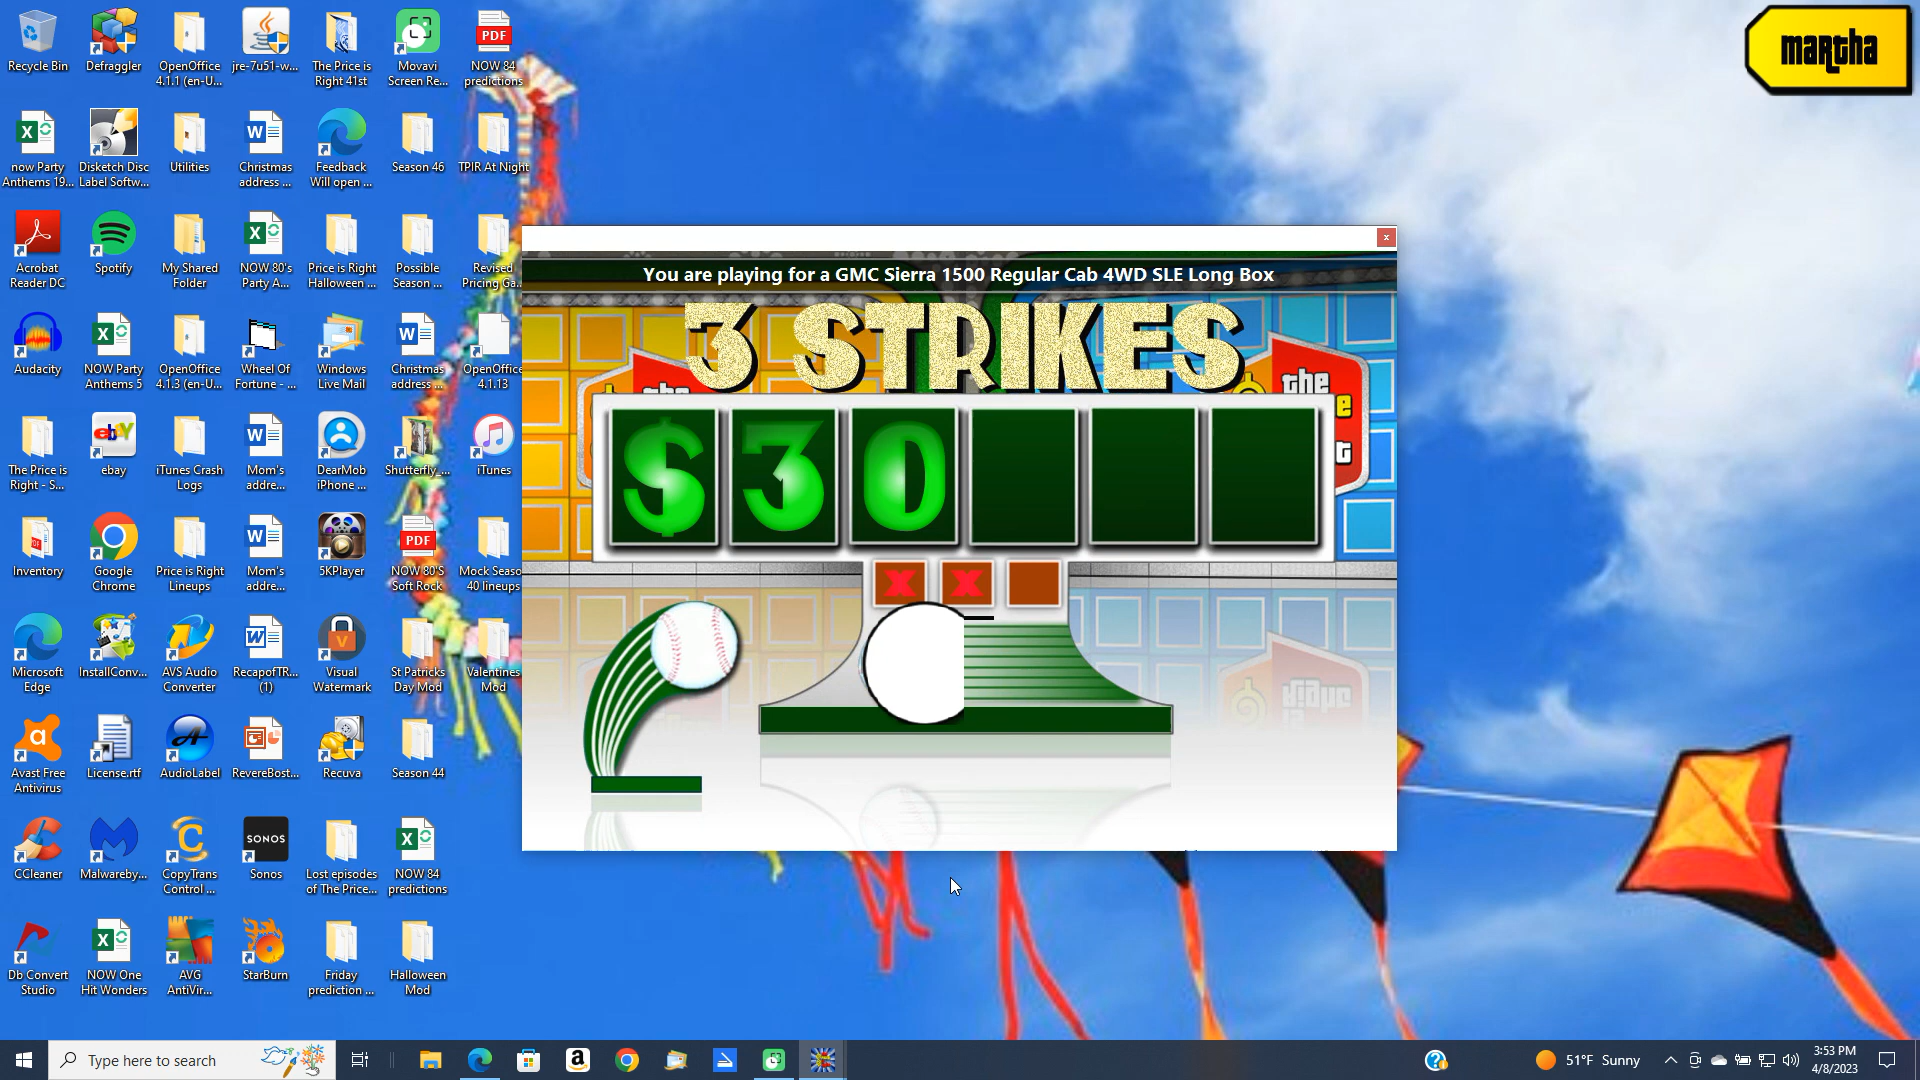 Recycle Bin
Defraggler
OpenOffice
4.1.1 (en-U...
jre-7u51-w...
The Price is
Right 41st
Movavi
Screen Re...
PDF
NOW 84
predictions
martha
now Party
Anthems 19...
Disketch Disc
Label Softw...
Utilities
Christmas
address ...
Feedback
Will open ...
Season 46
TPIR At Night
Acrobat
Reader DC
Spotify
My Shared
Folder
NOW 80's
Party A...
Price is Right
Halloween ...
Possible
Season ...
Revised
Pricing Ga...
You are playing for a GMC Sierra 1500 Regular Cab 4WD SLE Long Box
3 STRIKES
the
$ 3 0
X X
Audacity
NOW Party
Anthems 5
OpenOffice
4.1.3 (en-U...
Wheel Of
Fortune - ...
Windows
Live Mail
Christmas
address ...
OpenOffice
4.1.13
The Price is
Right - S...
ebay
ebay
iTunes Crash
Logs
Mom's
addre...
DearMob
iPhone ...
Shutterfly_...
iTunes
Inventory
Google
Chrome
Price is Right
Lineups
Mom's
addre...
5KPlayer
PDF
NOW 80'S
Soft Rock
Mock Seaso
40 lineups
Microsoft
Edge
InstallConv...
AVS Audio
Converter
RecapofTR...
(1)
Visual
Watermark
St Patricks
Day Mod
Valentines
Mod
Avast Free
Antivirus
License.rtf
AudioLabel
RevereBost...
Recuva
Season 44
CCleaner
Malwareby...
CopyTrans
Control ...
SONOS
Sonos
Lost episodes
of The Price...
NOW 84
predictions
Db Convert
Studio
NOW One
Hit Wonders
AVG
AntiVir...
StarBurn
Friday
prediction ...
Halloween
Mod
Type here to search
51°F Sunny
3:53 PM
4/8/2023